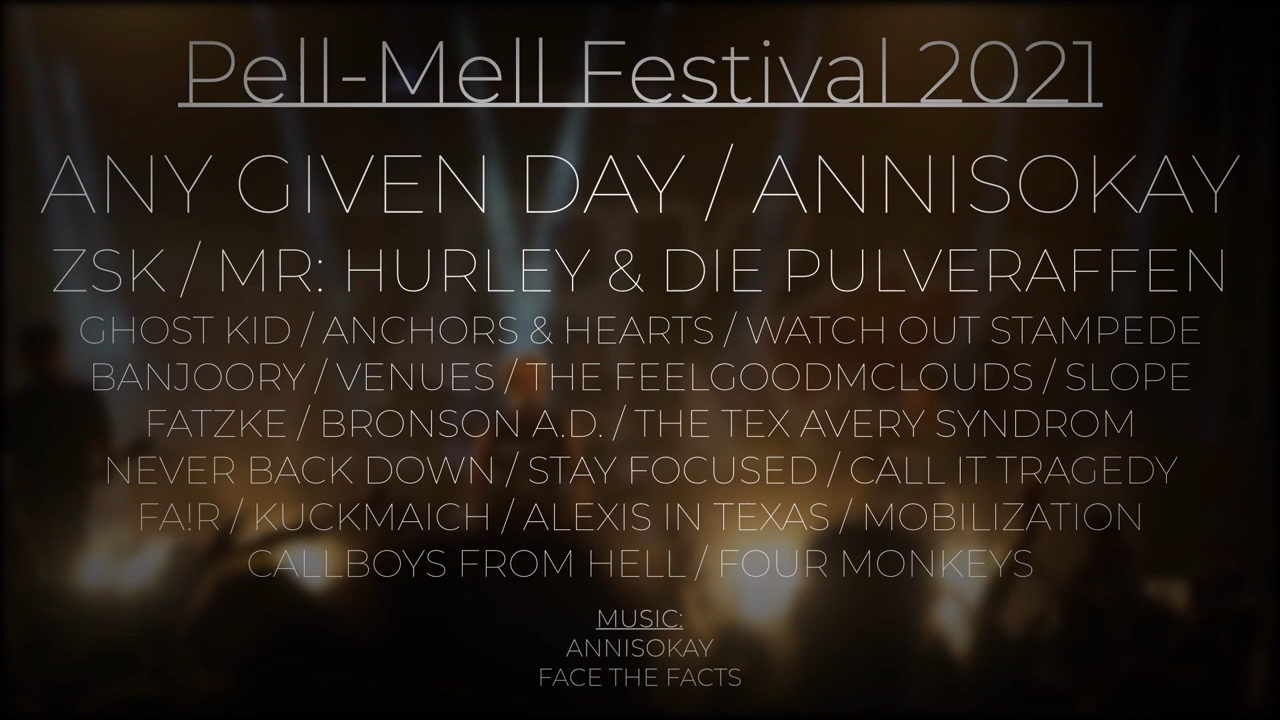 Pell-Mell Festival 2021
ANY GIVEN DAY / ANNISOKAY
ZSK / MR: HURLEY & DIE PULVERAFFEN
GHOST KID / ANCHORS & HEARTS / WATCH OUT STAMPEDE
BANJOORY / VENUES / THE FEELGOODMCLOUDS / SLOPE
FATZKE / BRONSON A.D. / THE TEX AVERY SYNDROM
NEVER BACK DOWN / STAY FOCUSED / CALL IT TRAGEDY
FA!R / KUCKMAICH / ALEXIS IN TEXAS / MOBILIZATION
CALLBOYS FROM HELL / FOUR MONKEYS
MUSIC:
ANNISOKAY
FACE THE FACTS